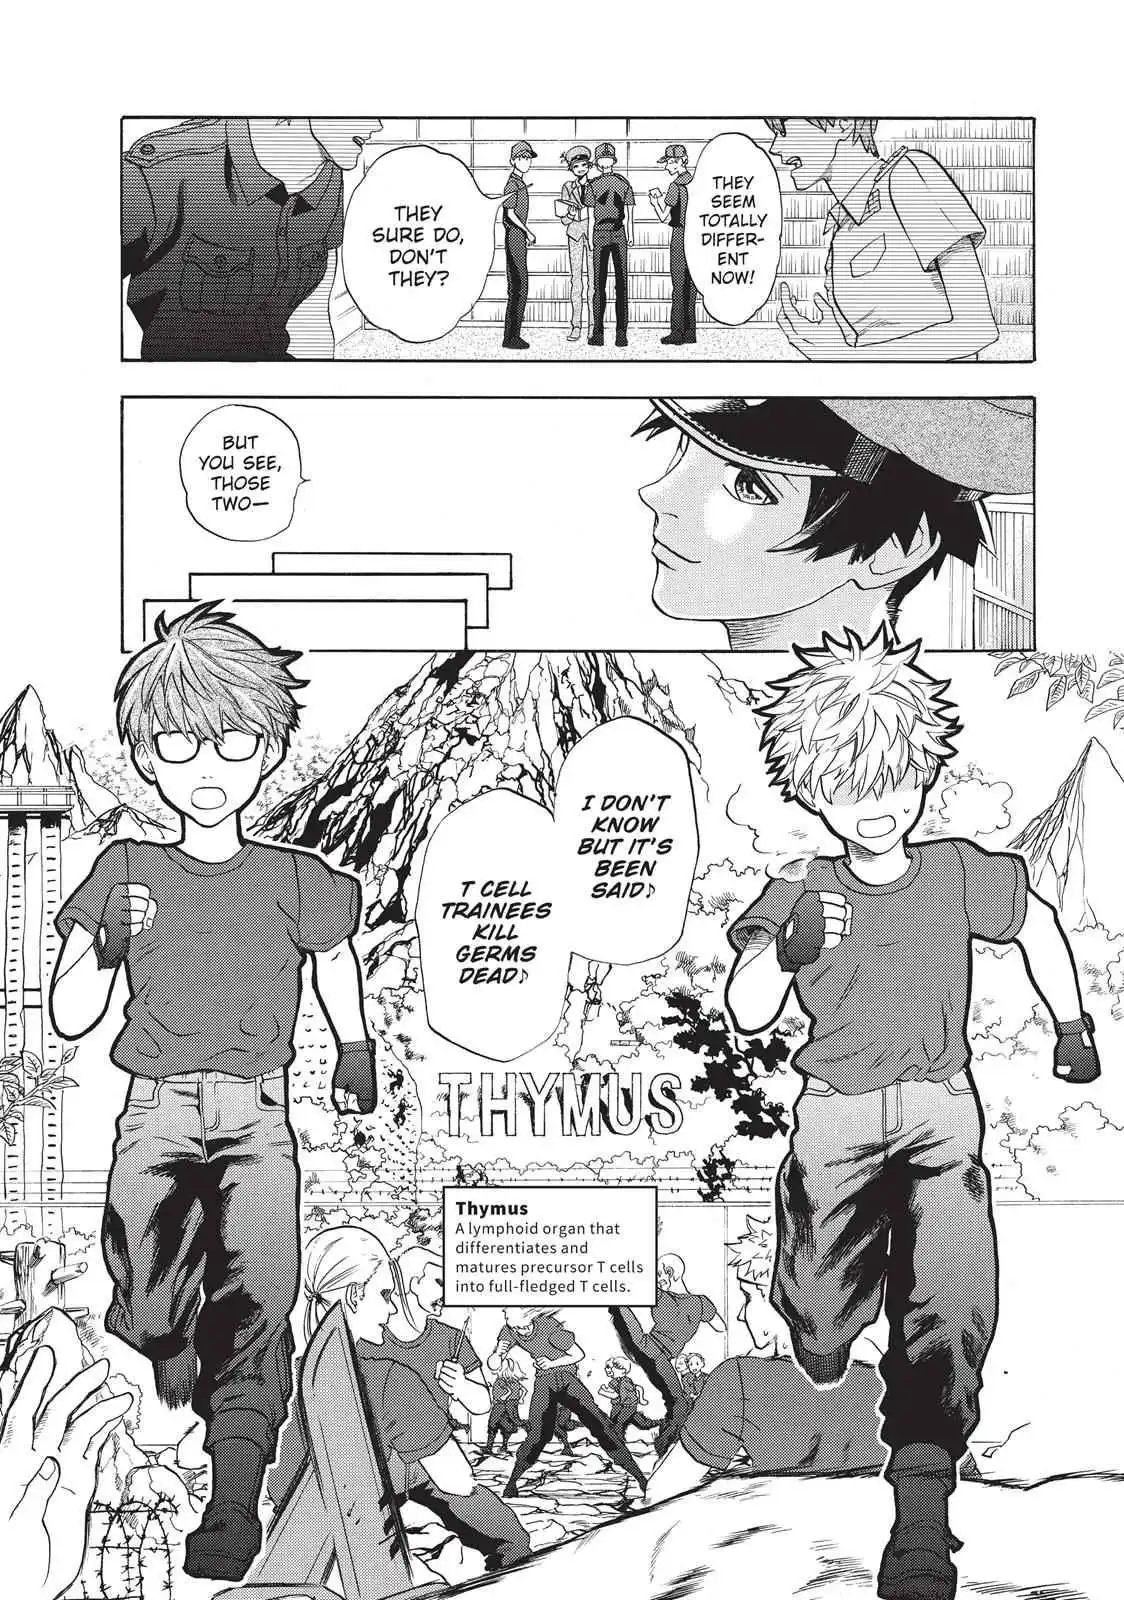 THEY
SEEM
TOTALLY
DIFFER-
ENT
NOW!
THEY
SURE DO,
DON'T
THEY?
BUT
YOU SEE,
THOSE
TWO—
I DON'T
KNOW
BUT IT'S
BEEN
SAID♪
T CELL
TRAINEES
KILL
GERMS
DEAD♪
THYMUS
Thymus
A lymphoid organ that
differentiates and
matures precursor T cells
into full-fledged T cells.